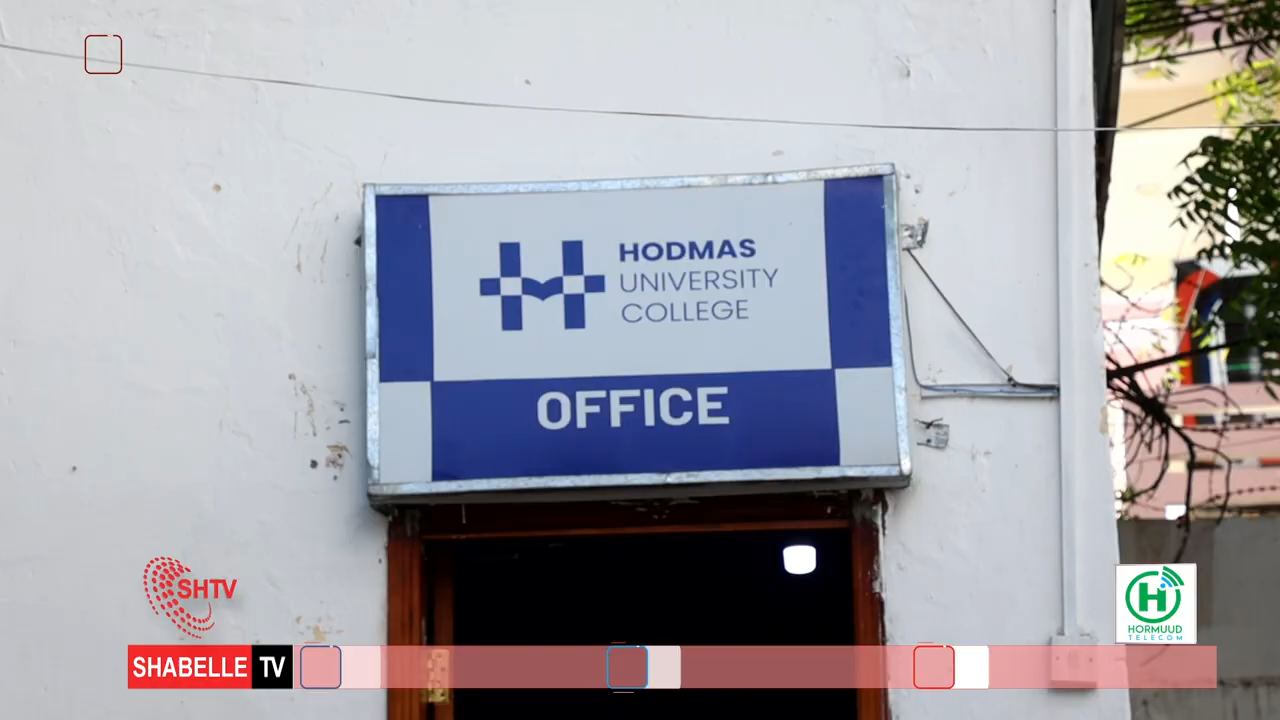 HODMAS
UNIVERSITY
COLLEGE
OFFICE
SHTV
SHABELLE TV
HORMUUD
TELECOM